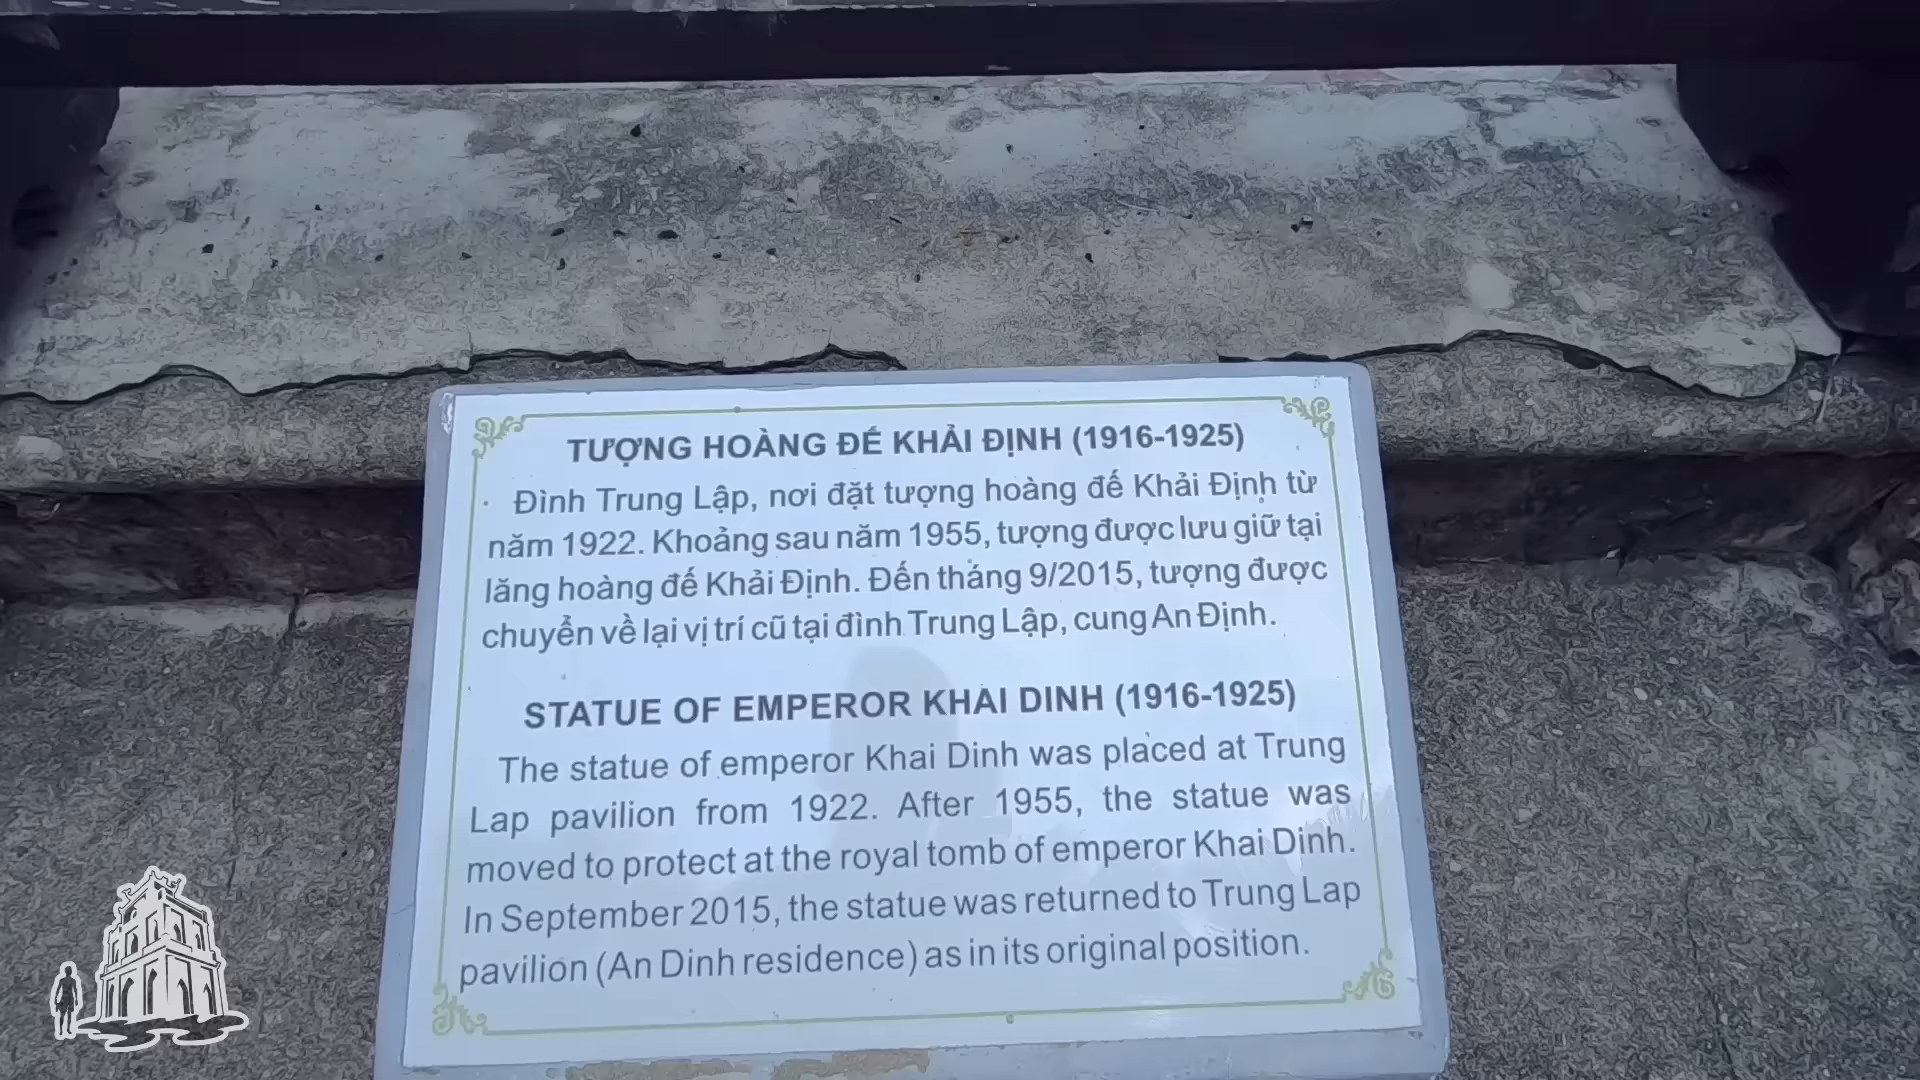 TƯỢNG HOÀNG ĐẾ KHẢI ĐỊNH (1916-1925)
Đình Trung Lập, nơi đặt tượng hoàng đế Khải Định từ
năm 1922. Khoảng sau năm 1955, tượng được lưu giữ tại
lăng hoàng đế Khải Định. Đến tháng 9/2015, tượng được
chuyển về lại vị trí cũ tại đình Trung Lập, cung An Định.
STATUE OF EMPEROR KHAI DINH (1916-1925)
The statue of emperor Khai Dinh was placed at Trung
Lap pavilion from 1922. After 1955, the statue was
moved to protect at the royal tomb of emperor Khai Dinh.
In September 2015, the statue was returned to Trung Lap
pavilion (An Dinh residence) as in its original position.